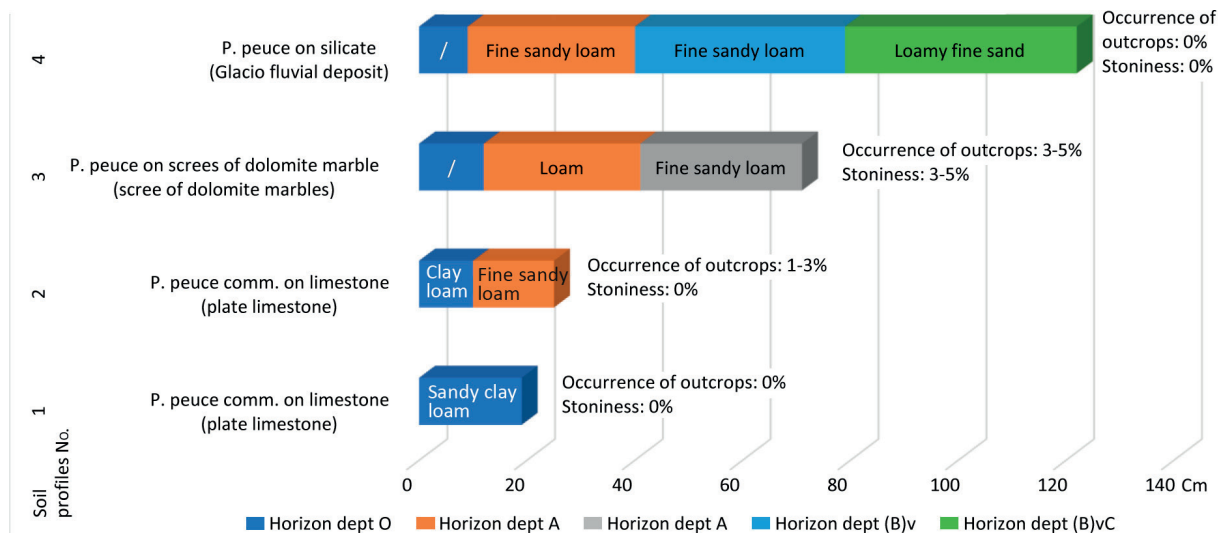 4
P. peuce on silicate
(Glacio fluvial deposit)
/
Fine sandy loam
Fine sandy loam
Loamy fine sand
Occurrence of
outcrops: 0%
Stoniness: 0%
3
P. peuce on screes of dolomite marble
(scree of dolomite marbles)
/
Loam
Fine sandy loam
Occurrence of outcrops: 3-5%
Stoniness: 3-5%
2
P. peuce comm. on limestone
(plate limestone)
Clay
loam
Fine sandy
loam
Occurrence of outcrops: 1-3%
Stoniness: 0%
1
P. peuce comm. on limestone
(plate limestone)
Sandy clay
loam
Occurrence of outcrops: 0%
Stoniness: 0%
Soil
profiles No.
0 20 40 60 80 100 120 140 Cm
Horizon dept O Horizon dept A Horizon dept A Horizon dept (B)v Horizon dept (B)vC